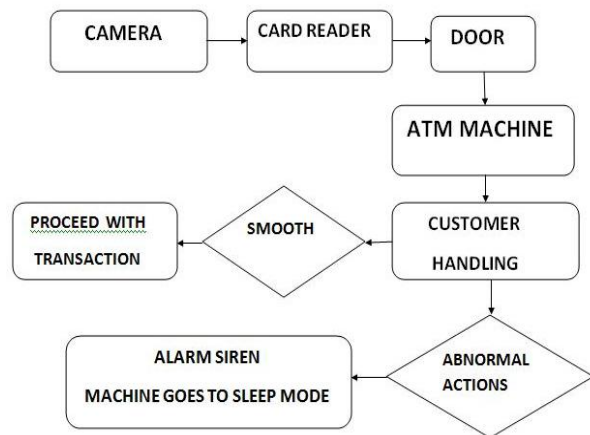 CAMERA
CARD READER
DOOR
ATM MACHINE
CUSTOMER
HANDLING
SMOOTH
PROCEED WITH
TRANSACTION
ABNORMAL
ACTIONS
ALARM SIREN
MACHINE GOES TO SLEEP MODE